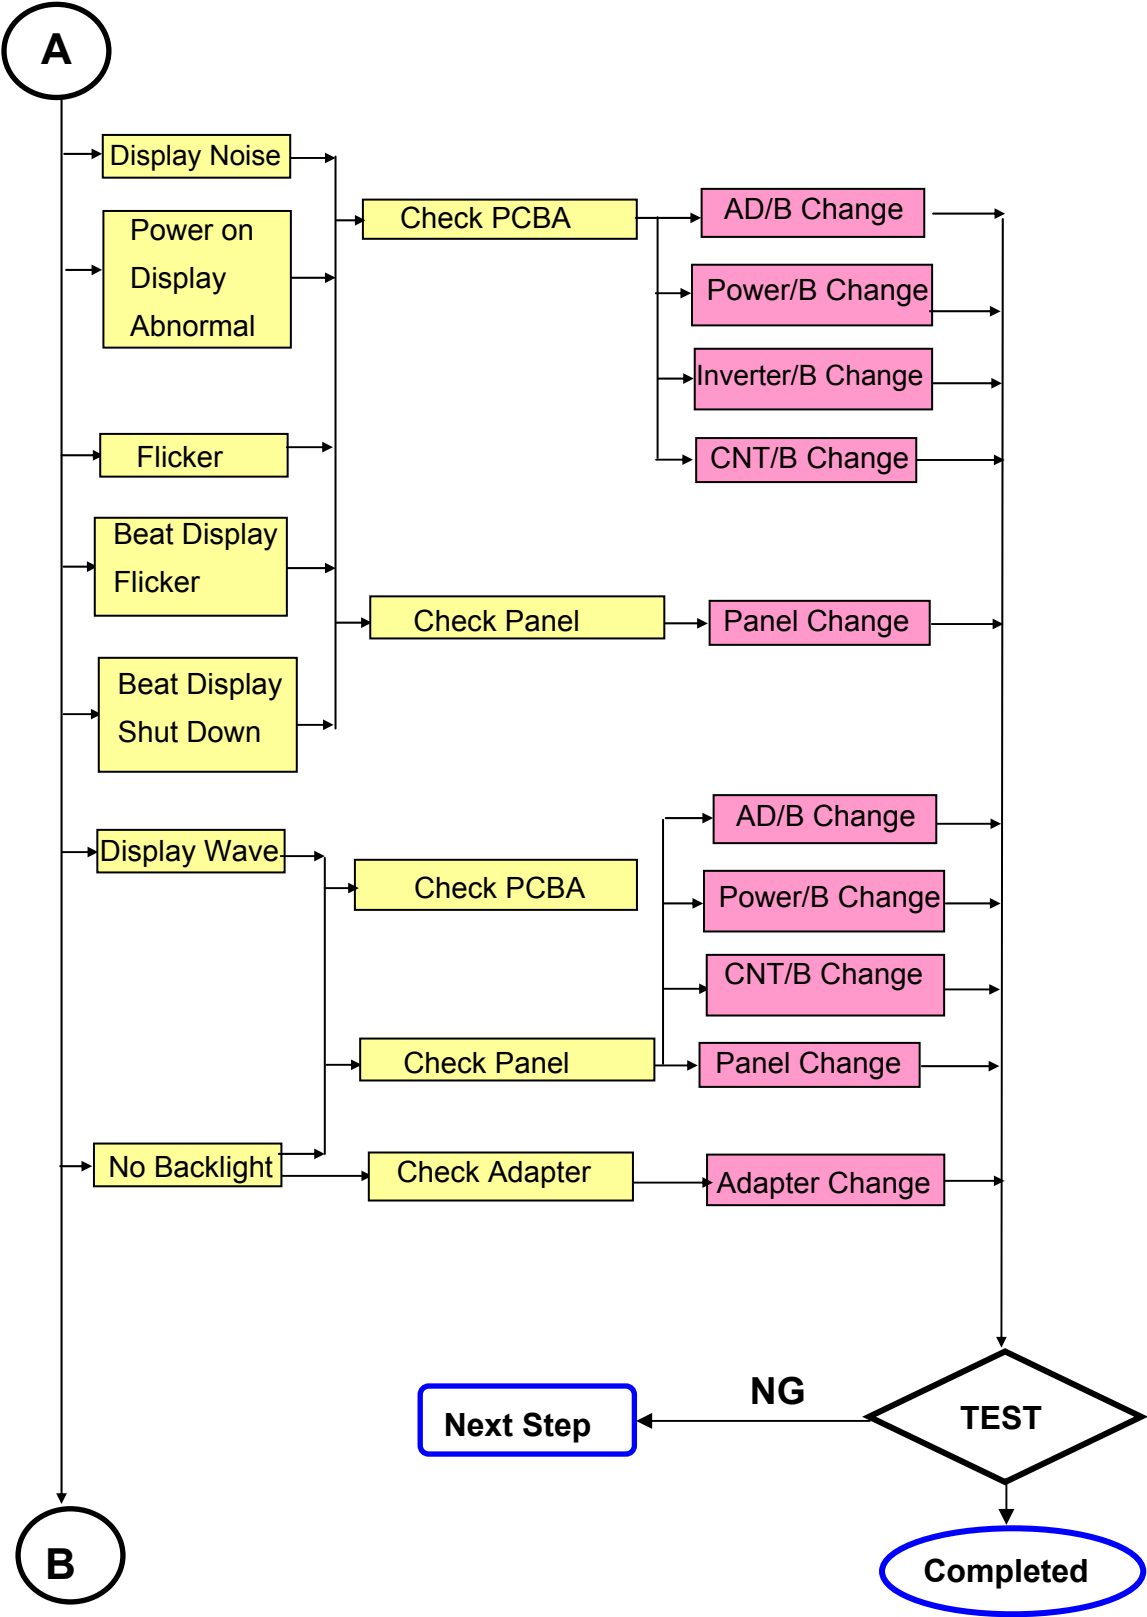 A
Display Noise
Power on
Display
Abnormal
Flicker
Beat Display
Flicker
Beat Display
Shut Down
Display Wave
No Backlight
Check PCBA
Check Panel
Check PCBA
Check Panel
Check Adapter
AD/B Change
Power/B Change
Inverter/B Change
CNT/B Change
Panel Change
AD/B Change
Power/B Change
CNT/B Change
Panel Change
Adapter Change
TEST
NG
Next Step
Completed
B